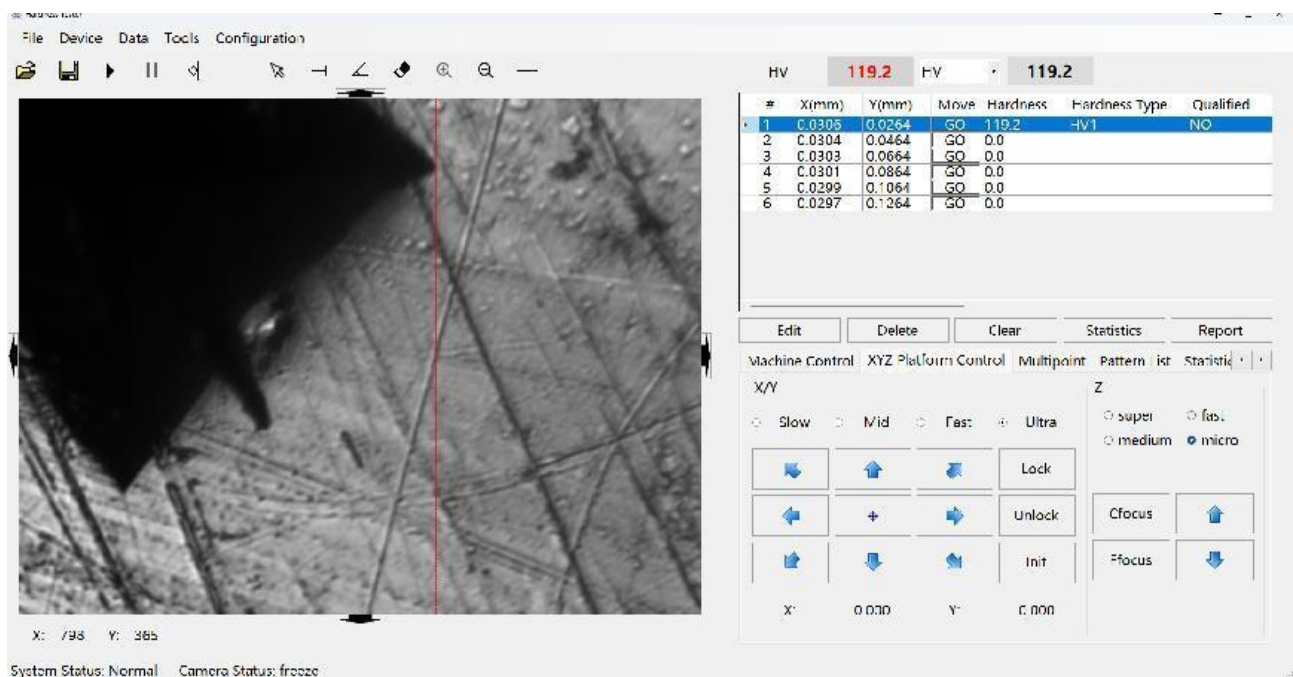 Hardness Tester
File Device Data Tools Configuration
HV 119.2 HV 119.2
# X(mm) Y(mm) Move Hardness Hardness Type Qualified
1 0.0306 0.0264 GO 119.2 HV1 NO
2 0.0304 0.0464 GO 0.0
3 0.0303 0.0664 GO 0.0
4 0.0301 0.0864 GO 0.0
5 0.0299 0.1064 GO 0.0
6 0.0297 0.1264 GO 0.0
Edit Delete Clear Statistics Report
Machine Control XYZ Platform Control Multipoint Pattern List Statistic
X/Y Z
Slow Mid Fast Ultra super fast
medium micro
Lock
Unlock Cfocus
Init Ffocus
X: 0.000 Y: 0.000
X: 793 Y: 365
System Status: Normal Camera Status: freeze